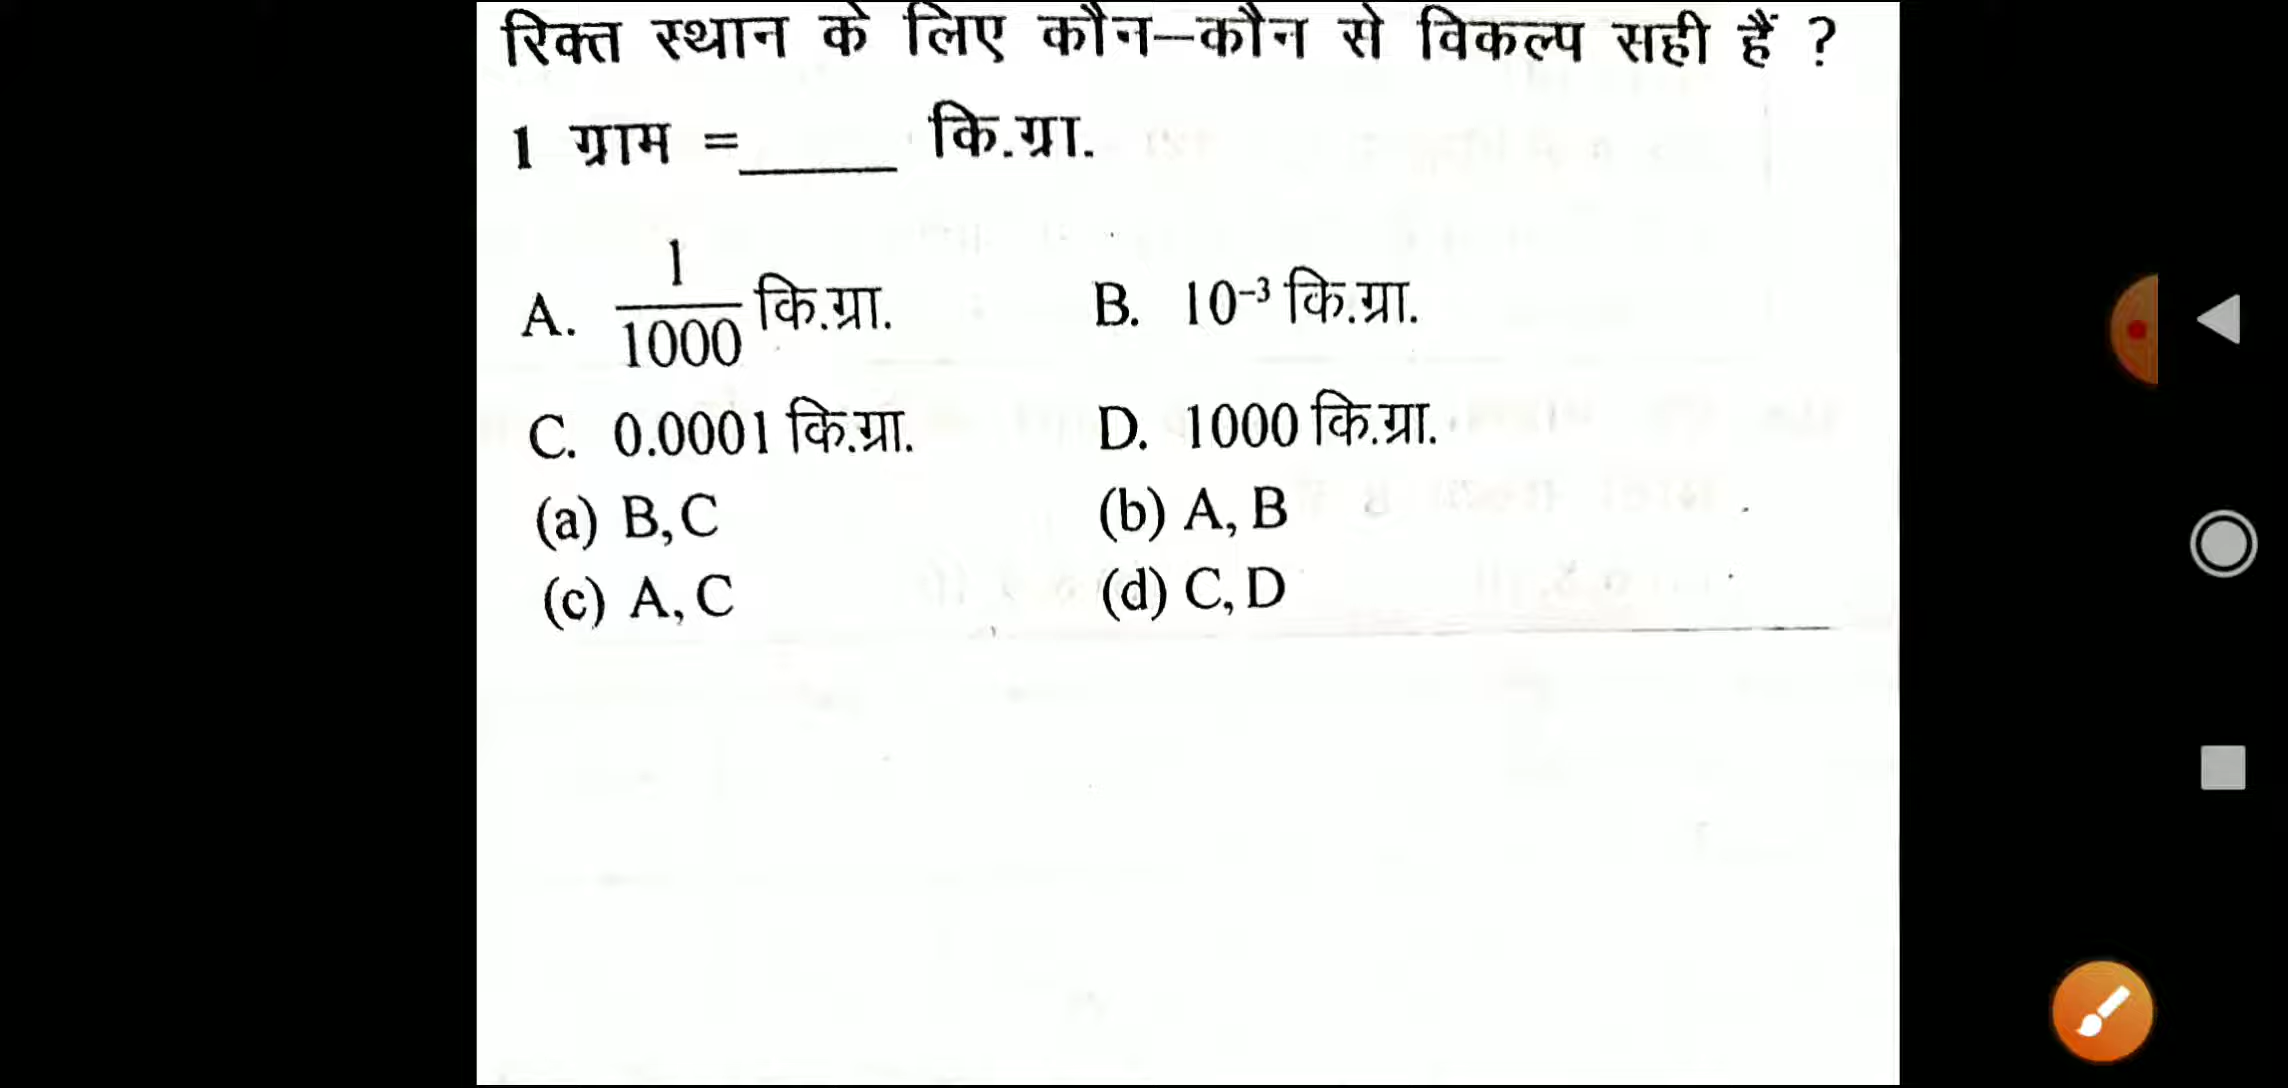 रिक्त स्थान के लिए कौन–कौन से विकल्प सही हैं ?
1 ग्राम =_____ कि.ग्रा.
A. 1/1000 कि.ग्रा. B. 10⁻³ कि.ग्रा.
C. 0.0001 कि.ग्रा. D. 1000 कि.ग्रा.
(a) B, C (b) A, B
(c) A, C (d) C, D